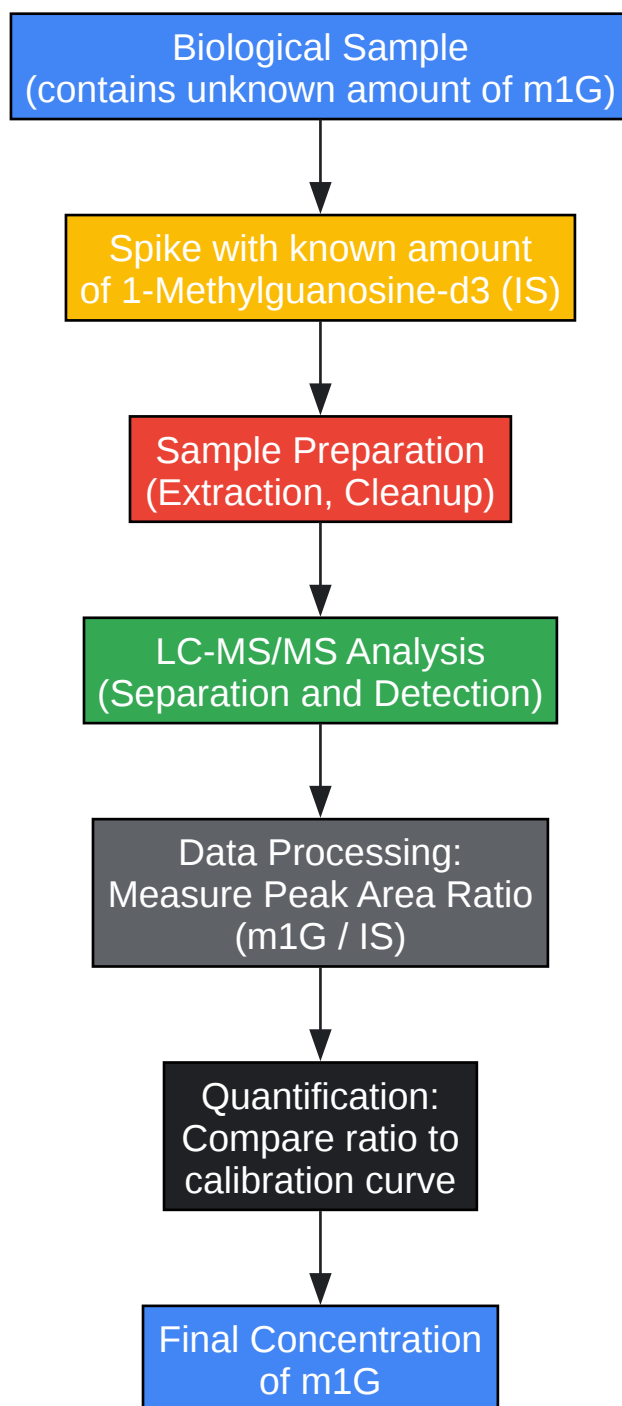 Biological Sample
(contains unknown amount of m1G)
Spike with known amount
of 1-Methylguanosine-d3 (IS)
Sample Preparation
(Extraction, Cleanup)
LC-MS/MS Analysis
(Separation and Detection)
Data Processing:
Measure Peak Area Ratio
(m1G / IS)
Quantification:
Compare ratio to
calibration curve
Final Concentration
of m1G